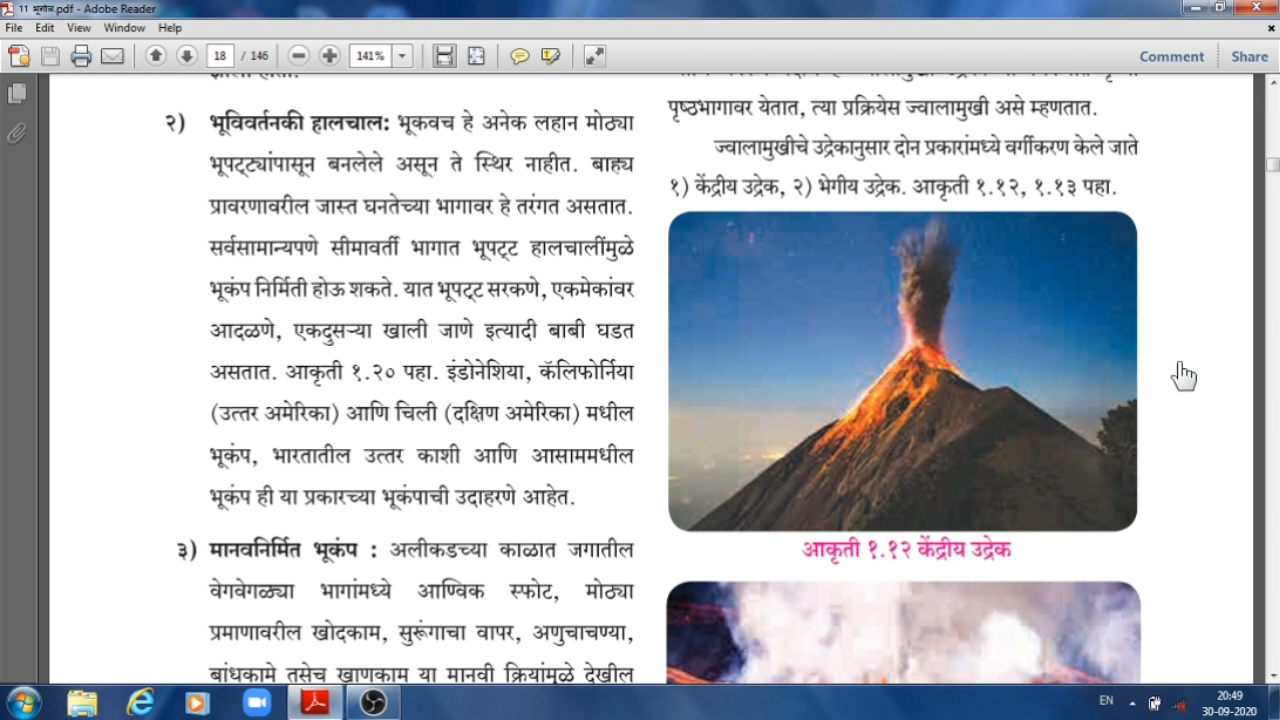 11 भूगोल.pdf - Adobe Reader
File Edit View Window Help
18 / 146 141% Comment Share
झाला होता.
२) भूविवर्तनकी हालचाल: भूकवच हे अनेक लहान मोठ्या
भूपट्ट्यांपासून बनलेले असून ते स्थिर नाहीत. बाह्य
प्रावरणावरील जास्त घनतेच्या भागावर हे तरंगत असतात.
सर्वसामान्यपणे सीमावर्ती भागात भूपट्ट हालचालींमुळे
भूकंप निर्मिती होऊ शकते. यात भूपट्ट सरकणे, एकमेकांवर
आदळणे, एकदुसऱ्या खाली जाणे इत्यादी बाबी घडत
असतात. आकृती १.२० पहा. इंडोनेशिया, कॅलिफोर्निया
(उत्तर अमेरिका) आणि चिली (दक्षिण अमेरिका) मधील
भूकंप, भारतातील उत्तर काशी आणि आसाममधील
भूकंप ही या प्रकारच्या भूकंपाची उदाहरणे आहेत.
३) मानवनिर्मित भूकंप : अलीकडच्या काळात जगातील
वेगवेगळ्या भागांमध्ये आण्विक स्फोट, मोठ्या
प्रमाणावरील खोदकाम, सुरूंगाचा वापर, अणुचाचण्या,
बांधकामे तसेच खाणकाम या मानवी क्रियांमुळे देखील
पृष्ठभागावर येतात, त्या प्रक्रियेस ज्वालामुखी असे म्हणतात.
ज्वालामुखीचे उद्रेकानुसार दोन प्रकारांमध्ये वर्गीकरण केले जाते
१) केंद्रीय उद्रेक, २) भेगीय उद्रेक. आकृती १.१२, १.१३ पहा.
आकृती १.१२ केंद्रीय उद्रेक
EN
20:49
30-09-2020